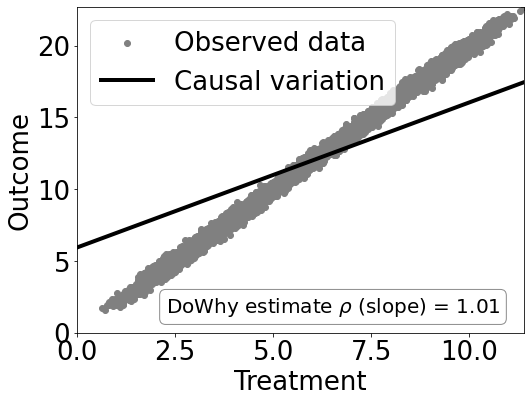 Observed data
Causal variation
Outcome
20
15
10
5
0
DoWhy estimate ρ (slope) = 1.01
0.0 2.5 5.0 7.5 10.0
Treatment